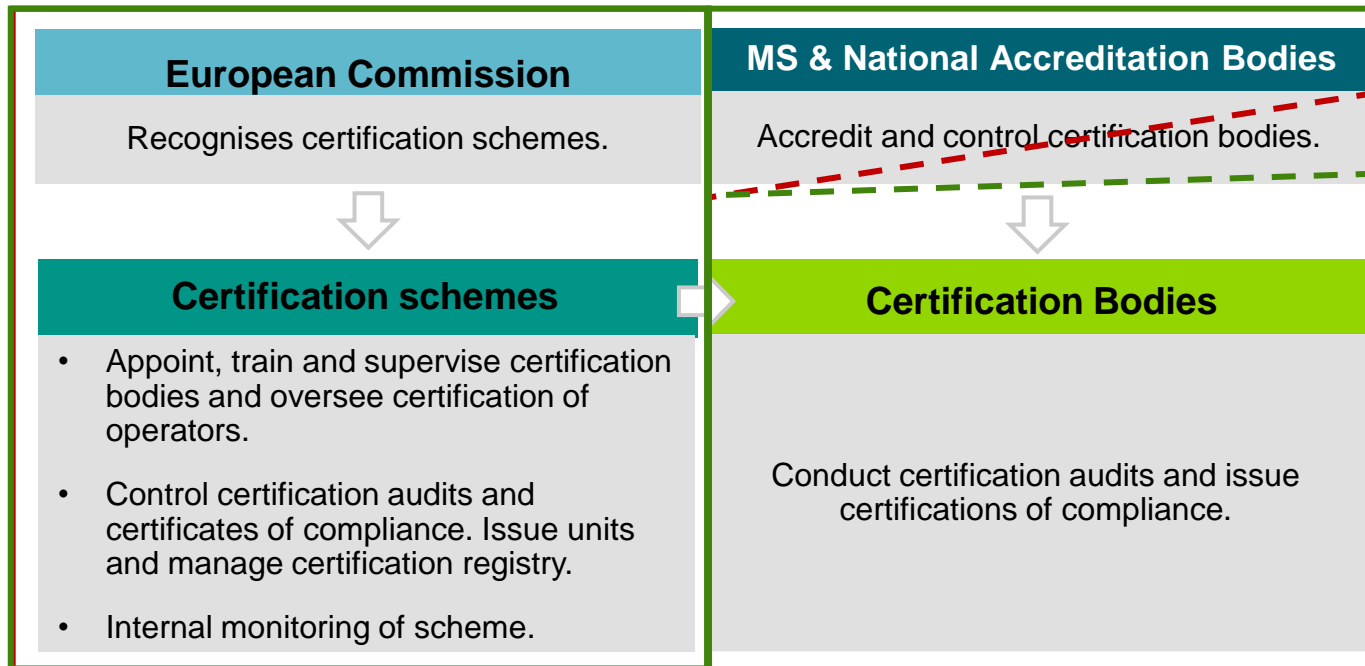 European Commission
Recognises certification schemes.
MS & National Accreditation Bodies
Accredit and control certification bodies.
Certification schemes
• Appoint, train and supervise certification
bodies and oversee certification of
operators.
• Control certification audits and
certificates of compliance. Issue units
and manage certification registry.
• Internal monitoring of scheme.
Certification Bodies
Conduct certification audits and issue
certifications of compliance.